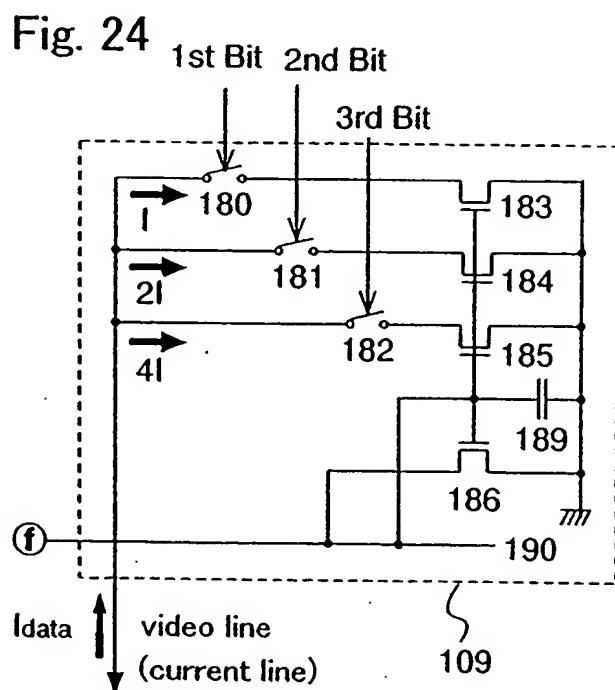 Fig. 24
1st Bit
2nd Bit
3rd Bit
180
183
I
181
184
2I
182
185
4I
189
186
f
190
Idata
video line
(current line)
109